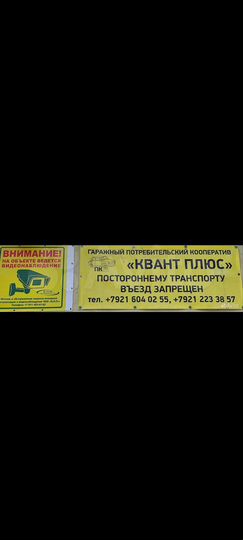 ВНИМАНИЕ!
НА ОБЪЕКТЕ ВЕДЕТСЯ
ВИДЕОНАБЛЮДЕНИЕ
ГАРАЖНЫЙ ПОТРЕБИТЕЛЬСКИЙ КООПЕРАТИВ
ПК «КВАНТ ПЛЮС»
ПОСТОРОННЕМУ ТРАНСПОРТУ
ВЪЕЗД ЗАПРЕЩЕН
тел. +7921 604 02 55, +7921 223 38 57